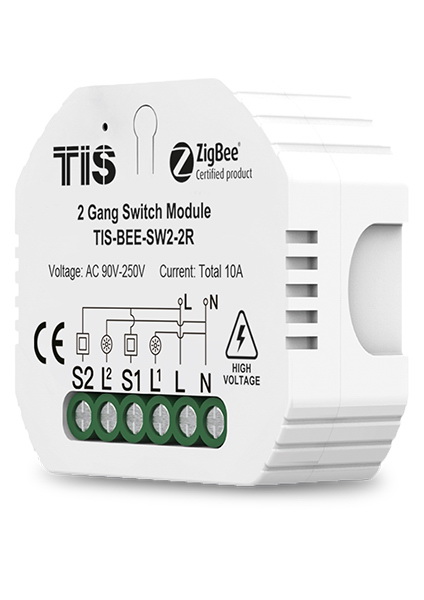 TIS
ZigBee®
Certified product
2 Gang Switch Module
TIS-BEE-SW2-2R
Voltage: AC 90V-250V Current: Total 10A
L N
CE
HIGH
VOLTAGE
S2 L² S1 L¹ L N